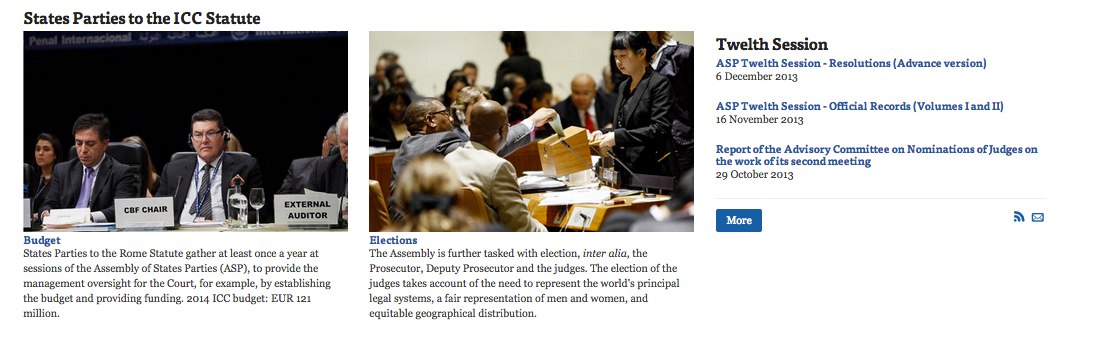 States Parties to the ICC Statute
Penal Internacional
CBF CHAIR
EXTERNAL
AUDITOR
Budget
States Parties to the Rome Statute gather at least once a year at
sessions of the Assembly of States Parties (ASP), to provide the
management oversight for the Court, for example, by establishing
the budget and providing funding. 2014 ICC budget: EUR 121
million.
Elections
The Assembly is further tasked with election, inter alia, the
Prosecutor, Deputy Prosecutor and the judges. The election of the
judges takes account of the need to represent the world's principal
legal systems, a fair representation of men and women, and
equitable geographical distribution.
Twelth Session
ASP Twelth Session - Resolutions (Advance version)
6 December 2013
ASP Twelth Session - Official Records (Volumes I and II)
16 November 2013
Report of the Advisory Committee on Nominations of Judges on
the work of its second meeting
29 October 2013
More